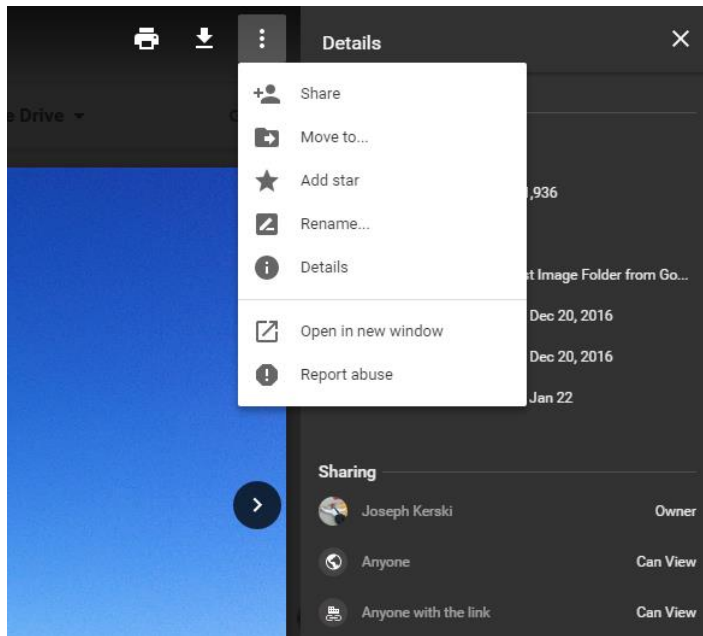 Details
Share
Move to...
Add star
Rename...
Details
Open in new window
Report abuse
Drive
,936
Image Folder from Go...
Dec 20, 2016
Dec 20, 2016
Jan 22
Sharing
Joseph Kerski Owner
Anyone Can View
Anyone with the link Can View